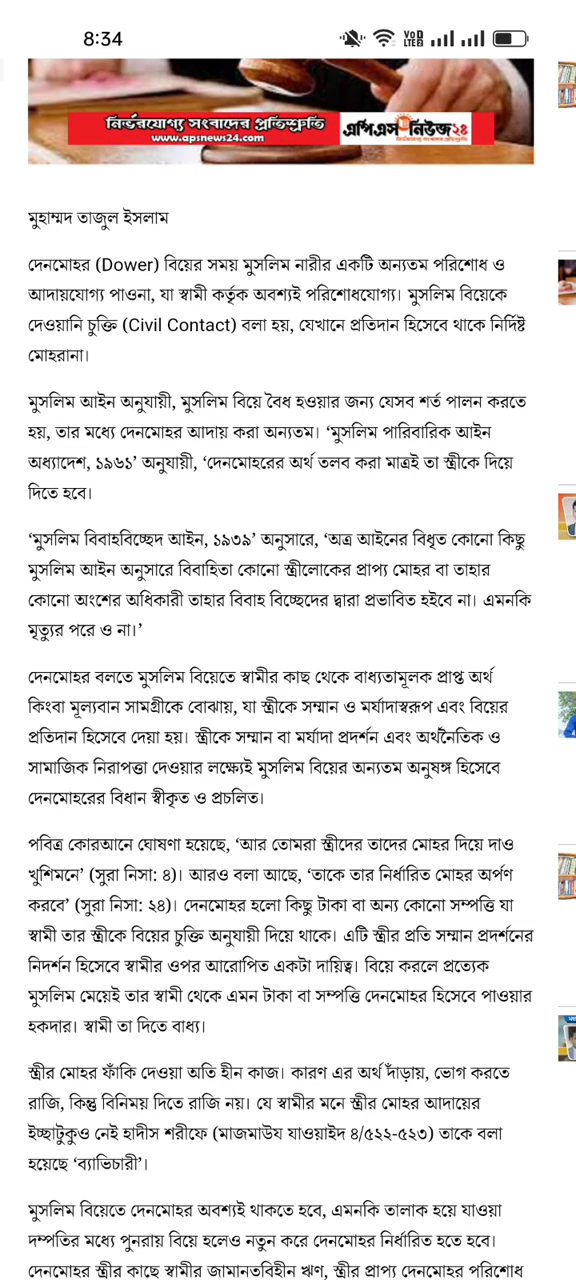 8:34
VoD
LTE2
নির্ভরযোগ্য সংবাদের প্রতিশ্রুতি
www.apsnews24.com
এপিএস নিউজ২৪
মুহাম্মদ তাজুল ইসলাম
দেনমোহর (Dower) বিয়ের সময় মুসলিম নারীর একটি অন্যতম পরিশোধ ও
আদায়যোগ্য পাওনা, যা স্বামী কর্তৃক অবশ্যই পরিশোধযোগ্য। মুসলিম বিয়েকে
দেওয়ানি চুক্তি (Civil Contact) বলা হয়, যেখানে প্রতিদান হিসেবে থাকে নির্দিষ্ট
মোহরানা।
মুসলিম আইন অনুযায়ী, মুসলিম বিয়ে বৈধ হওয়ার জন্য যেসব শর্ত পালন করতে
হয়, তার মধ্যে দেনমোহর আদায় করা অন্যতম। ‘মুসলিম পারিবারিক আইন
অধ্যাদেশ, ১৯৬১’ অনুযায়ী, ‘দেনমোহরের অর্থ তলব করা মাত্রই তা স্ত্রীকে দিয়ে
দিতে হবে।
‘মুসলিম বিবাহবিচ্ছেদ আইন, ১৯৩৯’ অনুসারে, ‘অত্র আইনের বিধৃত কোনো কিছু
মুসলিম আইন অনুসারে বিবাহিতা কোনো স্ত্রীলোকের প্রাপ্য মোহর বা তাহার
কোনো অংশের অধিকারী তাহার বিবাহ বিচ্ছেদের দ্বারা প্রভাবিত হইবে না। এমনকি
মৃত্যুর পরে ও না।’
দেনমোহর বলতে মুসলিম বিয়েতে স্বামীর কাছ থেকে বাধ্যতামূলক প্রাপ্ত অর্থ
কিংবা মূল্যবান সামগ্রীকে বোঝায়, যা স্ত্রীকে সম্মান ও মর্যাদাস্বরূপ এবং বিয়ের
প্রতিদান হিসেবে দেয়া হয়। স্ত্রীকে সম্মান বা মর্যাদা প্রদর্শন এবং অর্থনৈতিক ও
সামাজিক নিরাপত্তা দেওয়ার লক্ষ্যেই মুসলিম বিয়ের অন্যতম অনুষঙ্গ হিসেবে
দেনমোহরের বিধান স্বীকৃত ও প্রচলিত।
পবিত্র কোরআনে ঘোষণা হয়েছে, ‘আর তোমরা স্ত্রীদের তাদের মোহর দিয়ে দাও
খুশিমনে’ (সুরা নিসা: ৪)। আরও বলা আছে, ‘তাকে তার নির্ধারিত মোহর অর্পণ
করবে’ (সুরা নিসা: ২৪)। দেনমোহর হলো কিছু টাকা বা অন্য কোনো সম্পত্তি যা
স্বামী তার স্ত্রীকে বিয়ের চুক্তি অনুযায়ী দিয়ে থাকে। এটি স্ত্রীর প্রতি সম্মান প্রদর্শনের
নিদর্শন হিসেবে স্বামীর ওপর আরোপিত একটা দায়িত্ব। বিয়ে করলে প্রত্যেক
মুসলিম মেয়েই তার স্বামী থেকে এমন টাকা বা সম্পত্তি দেনমোহর হিসেবে পাওয়ার
হকদার। স্বামী তা দিতে বাধ্য।
স্ত্রীর মোহর ফাঁকি দেওয়া অতি হীন কাজ। কারণ এর অর্থ দাঁড়ায়, ভোগ করতে
রাজি, কিন্তু বিনিময় দিতে রাজি নয়। যে স্বামীর মনে স্ত্রীর মোহর আদায়ের
ইচ্ছাটুকুও নেই হাদীস শরীফে (মাজমাউয যাওয়াইদ ৪/৫২২-৫২৩) তাকে বলা
হয়েছে ‘ব্যাভিচারী’।
মুসলিম বিয়েতে দেনমোহর অবশ্যই থাকতে হবে, এমনকি তালাক হয়ে যাওয়া
দম্পতির মধ্যে পুনরায় বিয়ে হলেও নতুন করে দেনমোহর নির্ধারিত হতে হবে।
দেনমোহর স্ত্রীর কাছে স্বামীর জামানতবিহীন ঋণ, স্ত্রীর প্রাপ্য দেনমোহর পরিশোধ